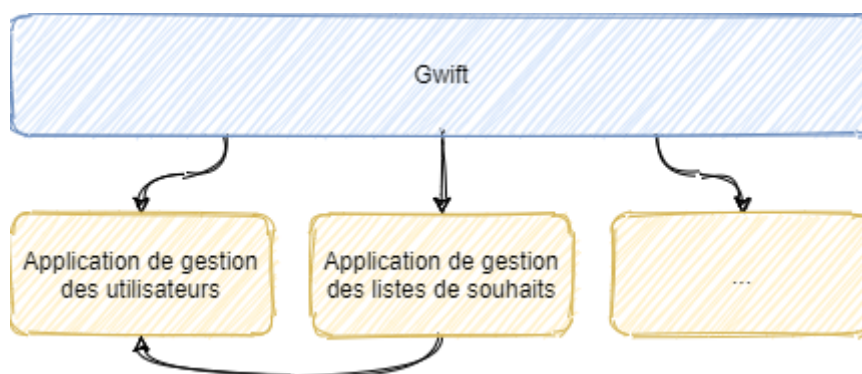 Gwift
Application de gestion
des utilisateurs
Application de gestion
des listes de souhaits
...